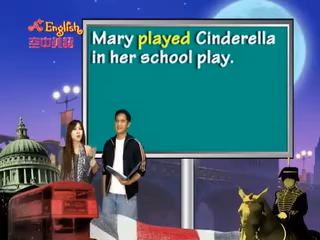 English
空中美語
Mary played Cinderella
in her school play.